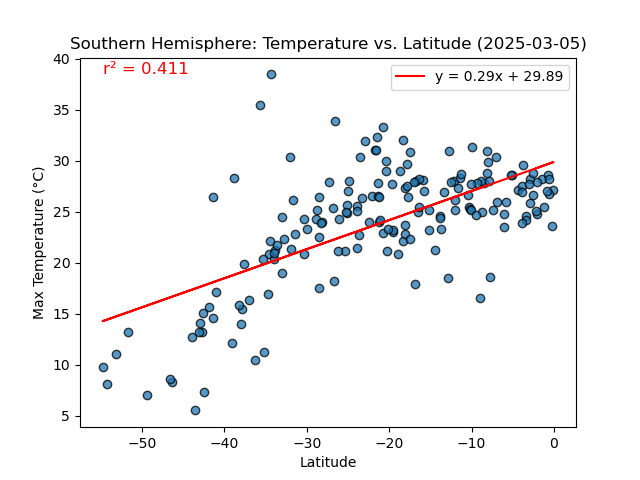 Southern Hemisphere: Temperature vs. Latitude (2025-03-05)
r² = 0.411
y = 0.29x + 29.89
Max Temperature (°C)
40
35
30
25
20
15
10
5
−50
−40
−30
−20
−10
0
Latitude